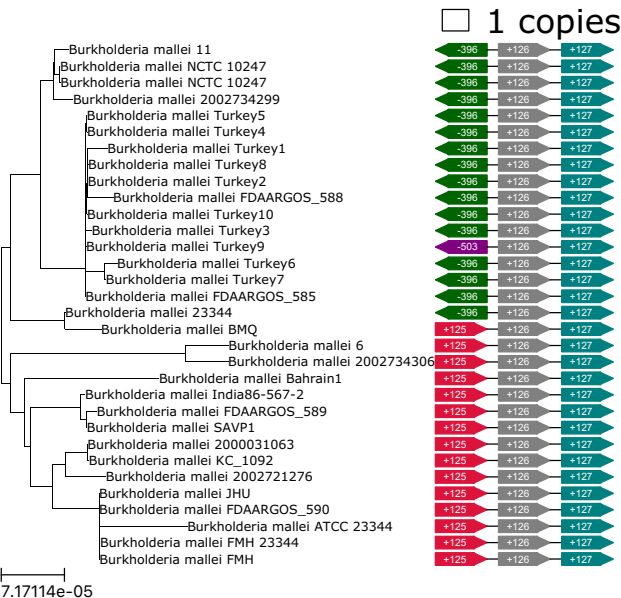 1 copies
Burkholderia mallei 11 -396 +126 +127
Burkholderia mallei NCTC 10247 -396 +126 +127
Burkholderia mallei NCTC 10247 -396 +126 +127
Burkholderia mallei 2002734299 -396 +126 +127
Burkholderia mallei Turkey5 -396 +126 +127
Burkholderia mallei Turkey4 -396 +126 +127
Burkholderia mallei Turkey1 -396 +126 +127
Burkholderia mallei Turkey8 -396 +126 +127
Burkholderia mallei Turkey2 -396 +126 +127
Burkholderia mallei FDAARGOS_588 -396 +126 +127
Burkholderia mallei Turkey10 -396 +126 +127
Burkholderia mallei Turkey3 -396 +126 +127
Burkholderia mallei Turkey9 -503 +126 +127
Burkholderia mallei Turkey6 -396 +126 +127
Burkholderia mallei Turkey7 -396 +126 +127
Burkholderia mallei FDAARGOS_585 -396 +126 +127
Burkholderia mallei 23344 -396 +126 +127
Burkholderia mallei BMQ +125 +126 +127
Burkholderia mallei 6 +125 +126 +127
Burkholderia mallei 2002734306 +125 +126 +127
Burkholderia mallei Bahrain1 +125 +126 +127
Burkholderia mallei India86-567-2 +125 +126 +127
Burkholderia mallei FDAARGOS_589 +125 +126 +127
Burkholderia mallei SAVP1 +125 +126 +127
Burkholderia mallei 2000031063 +125 +126 +127
Burkholderia mallei KC_1092 +125 +126 +127
Burkholderia mallei 2002721276 +125 +126 +127
Burkholderia mallei JHU +125 +126 +127
Burkholderia mallei FDAARGOS_590 +125 +126 +127
Burkholderia mallei ATCC 23344 +125 +126 +127
Burkholderia mallei FMH 23344 +125 +126 +127
Burkholderia mallei FMH +125 +126 +127
7.17114e-05